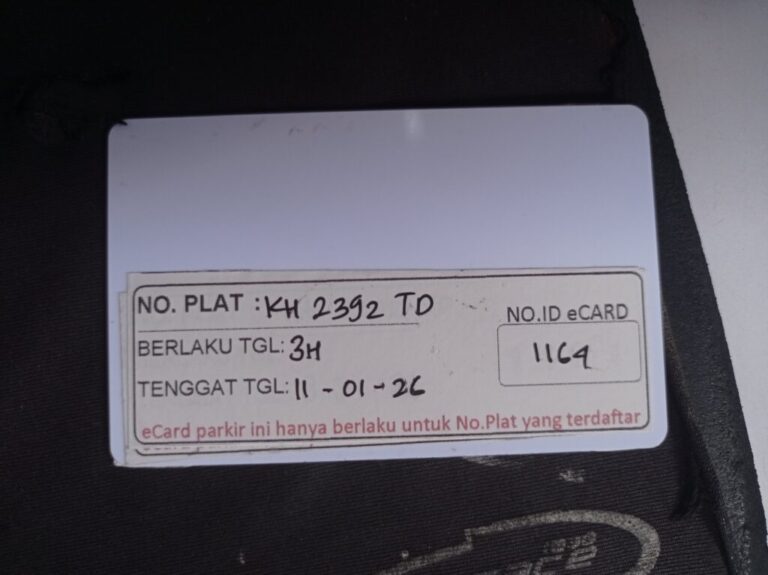 NO. PLAT : KH 2392 TD
NO.ID eCARD
1164
BERLAKU TGL: 3H
TENGGAT TGL: 11 - 01 - 26
eCard parkir ini hanya berlaku untuk No.Plat yang terdaftar